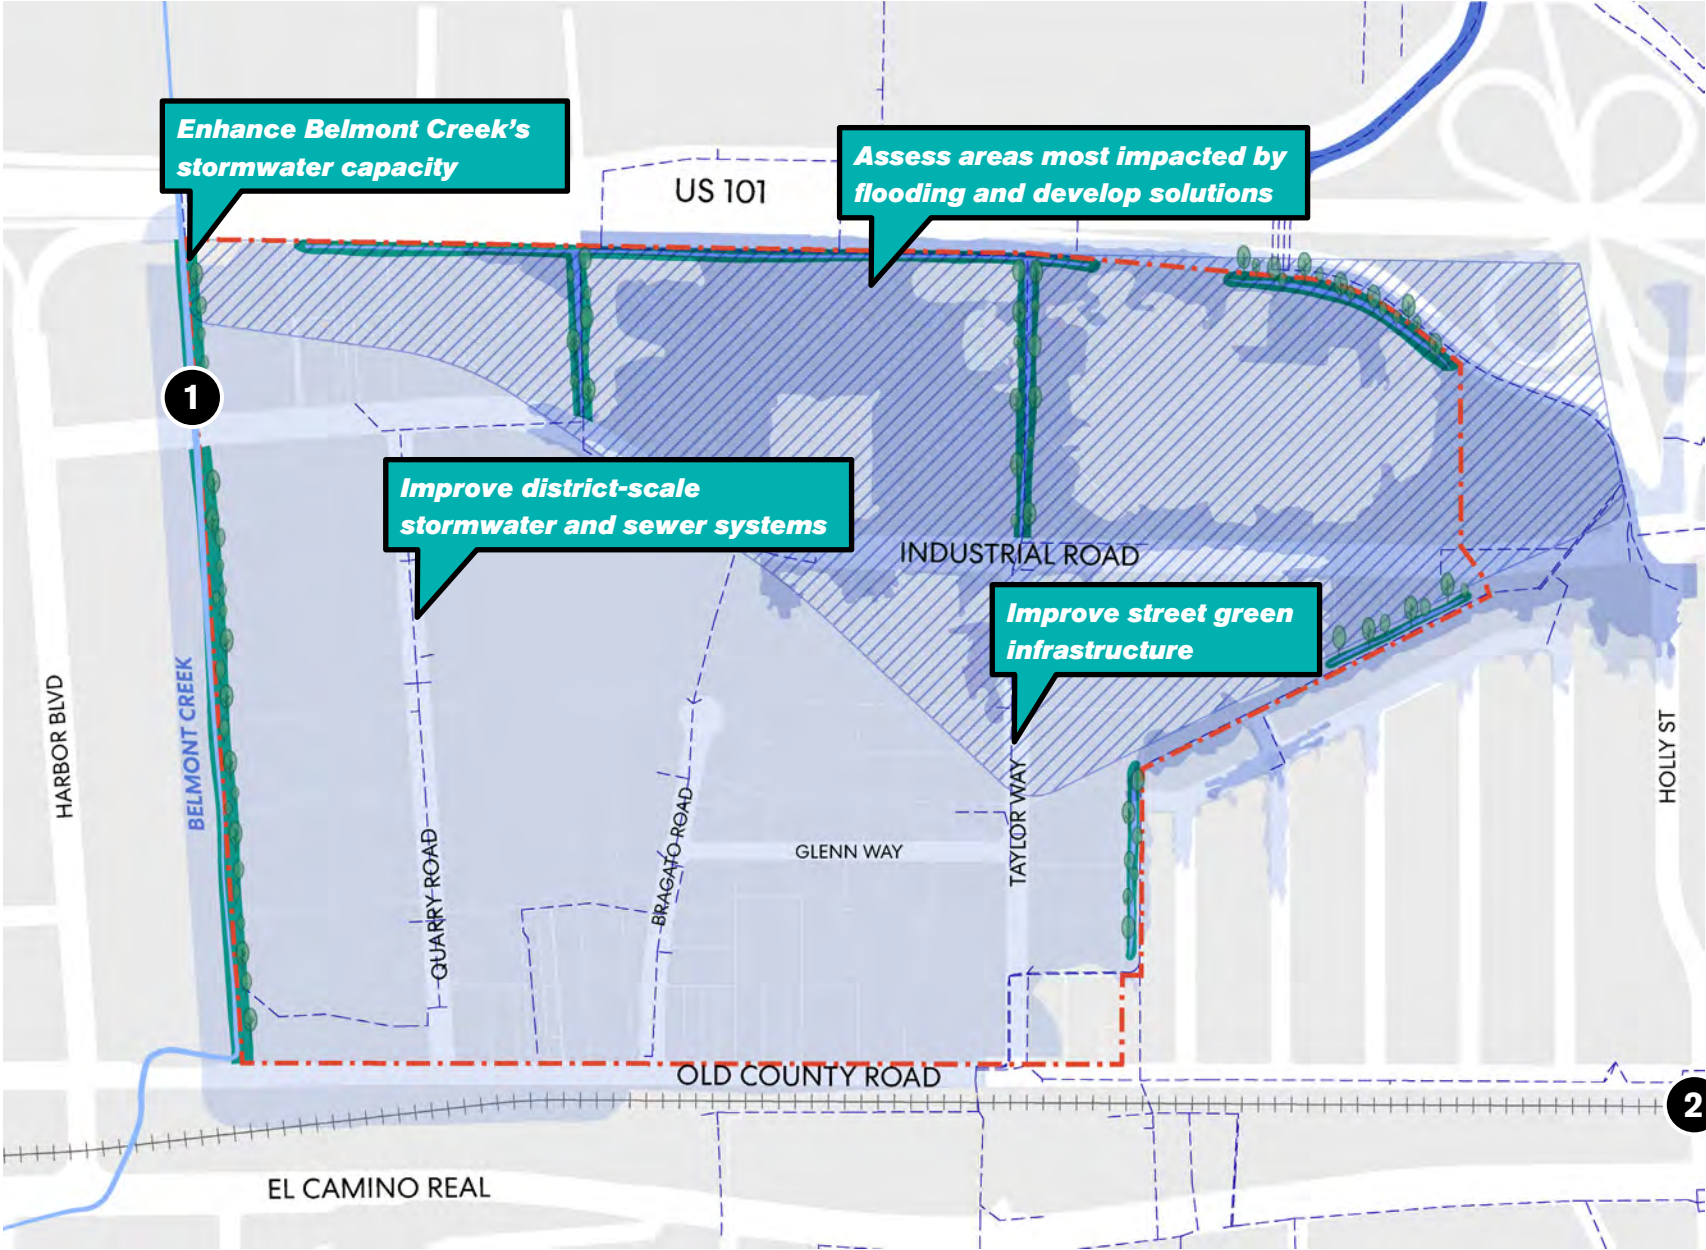 Enhance Belmont Creek's
stormwater capacity
Assess areas most impacted by
flooding and develop solutions
US 101
1
Improve district-scale
stormwater and sewer systems
INDUSTRIAL ROAD
Improve street green
infrastructure
HARBOR BLVD
BELMONT CREEK
QUARRY ROAD
BRAGATO ROAD
GLENN WAY
TAYLOR WAY
HOLLY ST
OLD COUNTY ROAD
2
EL CAMINO REAL